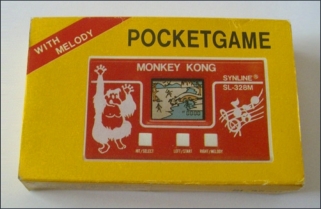 WITH
MELODY
POCKETGAME
MONKEY KONG
SYNLINE
SL-328M